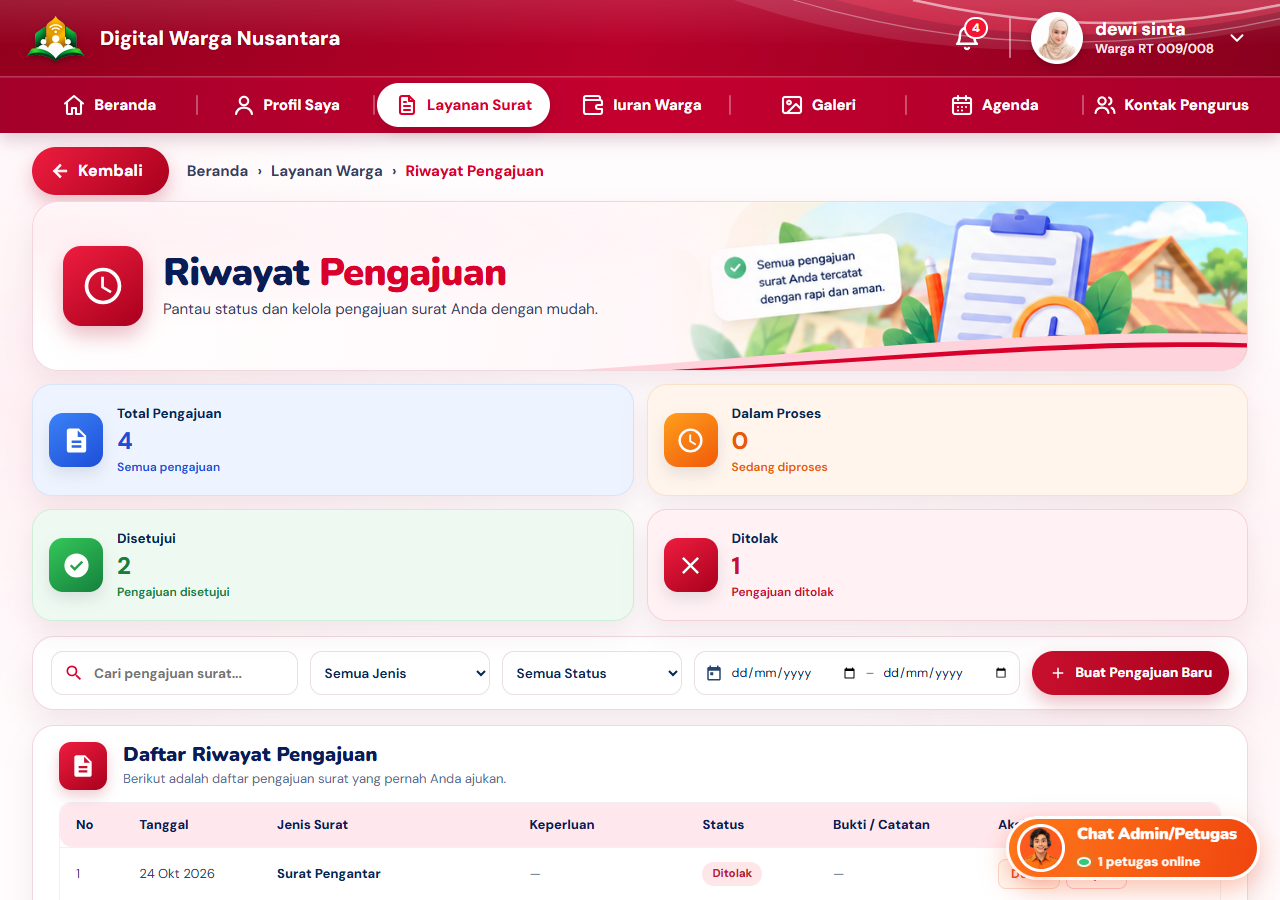 Digital Warga Nusantara
4
dewi sinta
Warga RT 009/008
Beranda
Profil Saya
Layanan Surat
Iuran Warga
Galeri
Agenda
Kontak Pengurus
Kembali
Beranda › Layanan Warga › Riwayat Pengajuan
Riwayat Pengajuan
Pantau status dan kelola pengajuan surat Anda dengan mudah.
Semua pengajuan
surat Anda tercatat
dengan rapi dan aman.
Total Pengajuan
4
Semua pengajuan
Dalam Proses
0
Sedang diproses
Disetujui
2
Pengajuan disetujui
Ditolak
1
Pengajuan ditolak
Cari pengajuan surat...
Semua Jenis
Semua Status
dd/mm/yyyy – dd/mm/yyyy
Buat Pengajuan Baru
Daftar Riwayat Pengajuan
Berikut adalah daftar pengajuan surat yang pernah Anda ajukan.
No Tanggal Jenis Surat Keperluan Status Bukti / Catatan
Chat Admin/Petugas
1 petugas online
1 24 Okt 2026 Surat Pengantar — Ditolak —